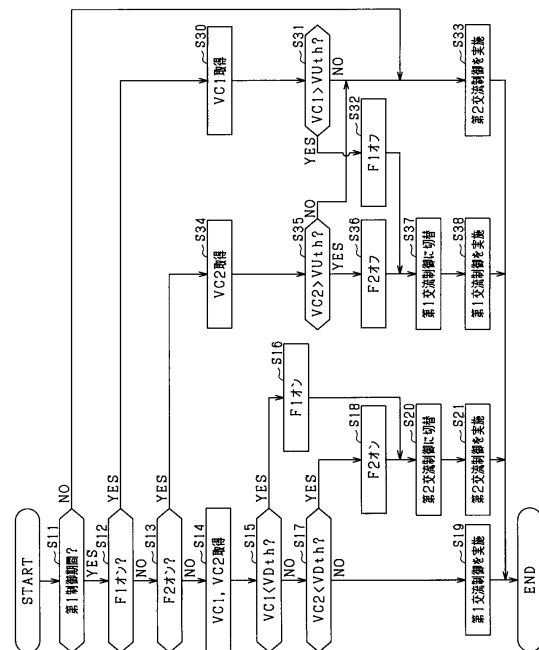 START
S11
第1制御期間?
NO
YES
S12
F1オン?
YES
NO
S13
F2オン?
YES
NO
S14
VC1, VC2取得
S15
VC1<VDth?
YES
NO
S16
F1オン
S17
VC2<VDth?
YES
NO
S18
F2オン
S19
第1交流制御を実施
S20
第2交流制御に切替
S21
第2交流制御を実施
S30
VC1取得
S31
VC1>VUth?
NO
YES
S32
F1オフ
S33
第2交流制御を実施
S34
VC2取得
S35
VC2>VUth?
NO
YES
S36
F2オフ
S37
第1交流制御に切替
S38
第1交流制御を実施
END